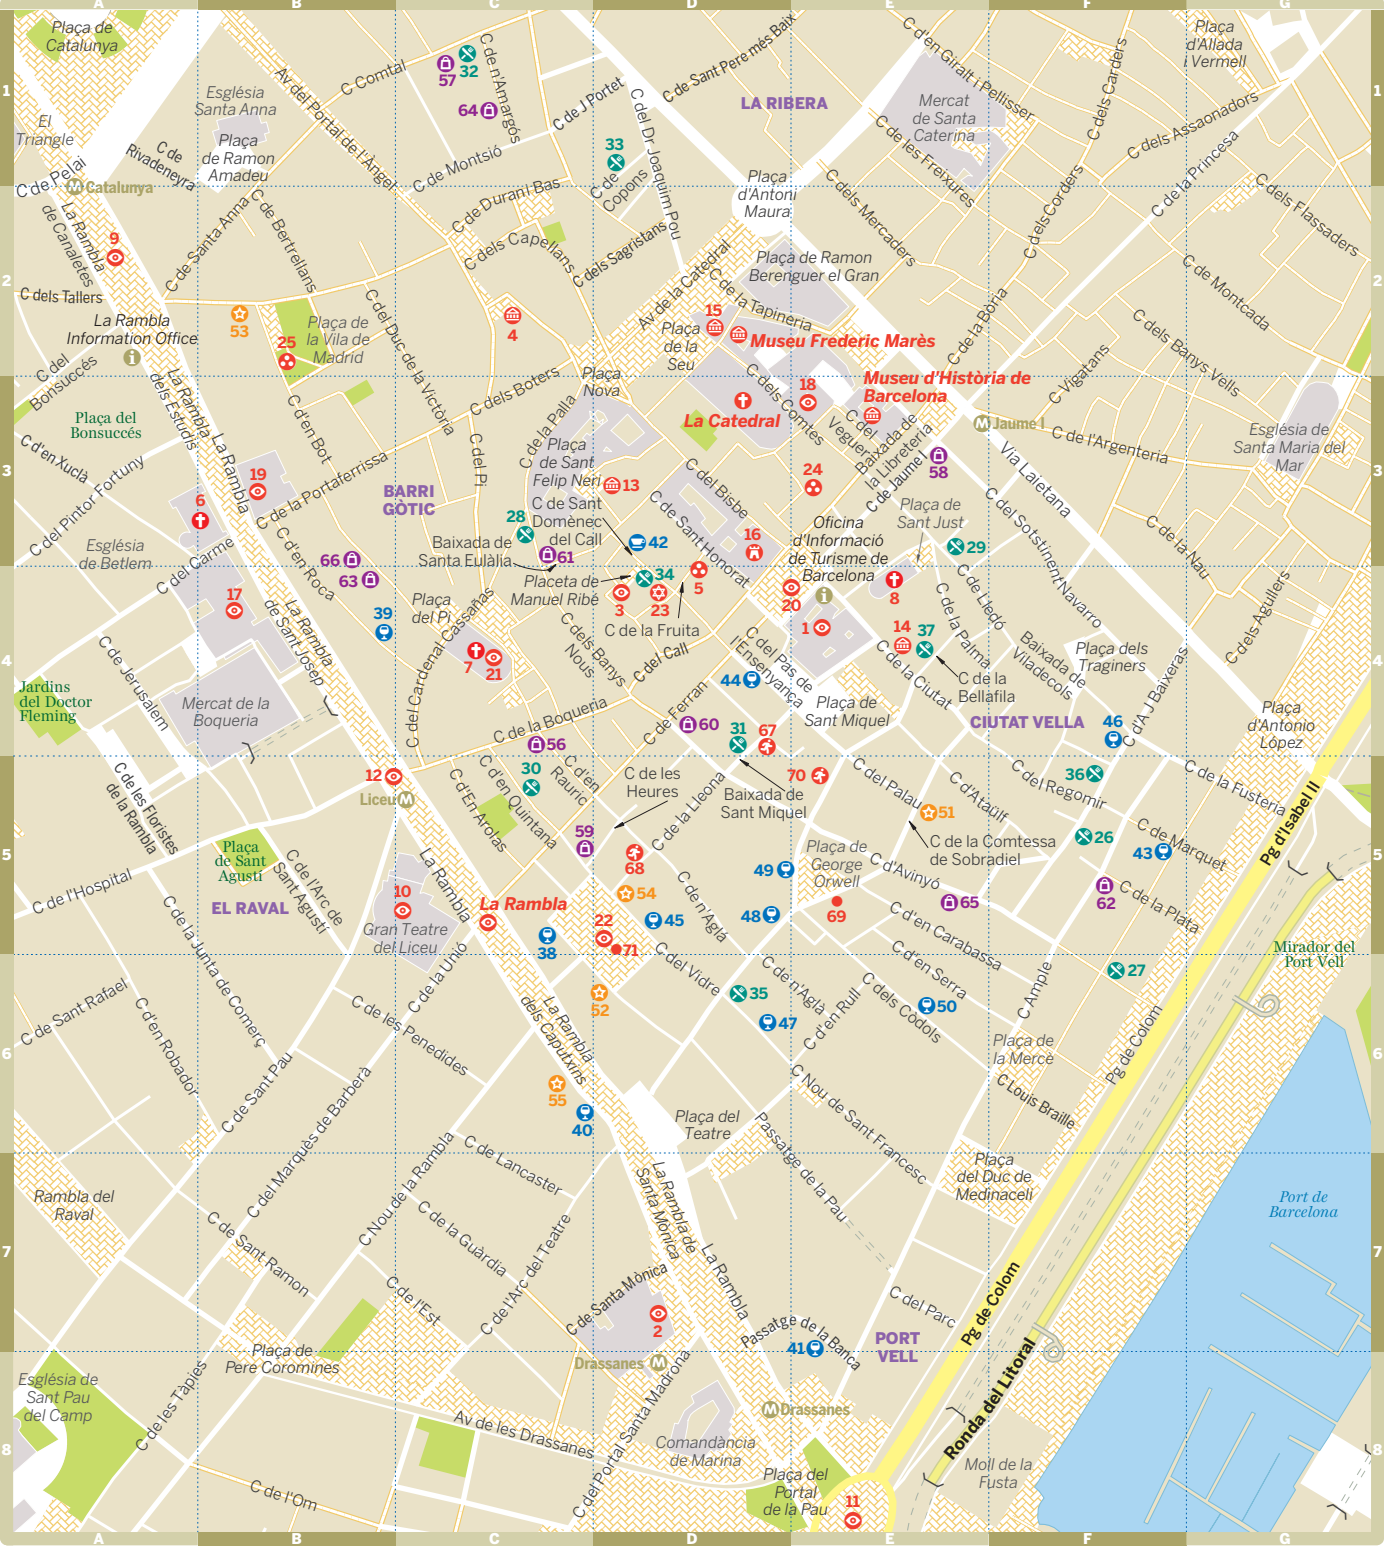 A
B
C
D
E
F
G
Plaça de
Catalunya
El
Triangle
C de Pelai
Catalunya
C de
Rivadeneyra
Església
Santa Anna
Plaça
de Ramon
Amadeu
Av del Portal de l'Àngel
C Comtal
57
32
64
C de n'Amargós
C de Montsió
C de J Portet
33
C de
Copons
C del Dr Joaquim Pou
C de Sant Pere més Baix
LA RIBERA
C d'en Giralt i Pellisser
Mercat
de Santa
Caterina
C de les Freixures
C dels Carders
Plaça
d'Allada
i Vermell
C dels Assaonadors
C de la Princesa
1
1
La Rambla
de Canaletes
9
C dels Tallers
C de Santa Anna
C de Bertrellans
La Rambla
Information Office
53
25
Plaça de
la Vila de
Madrid
C del Duc de la Victòria
C de Duran i Bas
C dels Capellans
C dels Sagristans
4
Av de la Catedral
Plaça
d'Antoni
Maura
C dels Mercaders
Plaça de Ramon
Berenguer el Gran
C de la Tapineria
15
Plaça
de la
Seu
Museu Frederic Marès
C de la Bòria
C dels Corders
C dels Flassaders
C de Montcada
C dels Banys Vells
C Vigatans
2
2
C del
Bonsuccés
Plaça del
Bonsuccés
C d'en Xuclà
C del Pintor Fortuny
La Rambla
dels Estudis
La Rambla
6
19
C d'en Bot
C de la Portaferrissa
BARRI
GÒTIC
C del Pi
C dels Boters
Plaça
Nova
C de la Palla
Plaça
de Sant
Felip Neri
13
La Catedral
C dels Comtes
18
Museu d'Història de
Barcelona
C del
Veguer
Baixada de
la Llibreteria
C de Jaume I
58
Jaume I
Via Laietana
C de l'Argenteria
Església de
Santa Maria del
Mar
C del Bisbe
24
Plaça de
Sant Just
C del Sotstinent Navarro
C de la Nau
3
3
Església
de Betlem
C del Carme
C d'en Roca
66
63
28
C de Sant
Domènec
del Call
Baixada de
Santa Eulàlia
61
42
C de Sant Honorat
16
Oficina
d'Informació
de Turisme de
Barcelona
29
17
39
La Rambla
de Sant Josep
Plaça
del Pi
C del Cardenal Cassañas
7
21
Placeta de
Manuel Ribé
34
3
23
5
C de la Fruita
C dels Banys
Nous
C del Call
20
1
8
14
37
C de la Ciutat
C de Lledó
C de la Palma
C de la
Bellafila
Baixada de
Viladecols
Plaça dels
Traginers
C dels Agullers
C d'A J Baixeras
C de Jerusalem
Jardins
del Doctor
Fleming
Mercat de la
Boqueria
C de la Boqueria
C de Ferran
44
C del Pas de
l'Ensenyança
Plaça de
Sant Miquel
CIUTAT VELLA
46
Plaça
d'Antonio
López
4
4
12
Liceu
56
60
31
67
70
C de les Floristes
de la Rambla
C d'En Arolas
30
C d'en Quintana
C d'en
Rauric
C de les
Heures
C de la Lleona
Baixada de
Sant Miquel
C del Palau
C d'Ataülf
51
C del Regomir
36
C de la Fusteria
Pg d'Isabel II
59
68
54
C de la Comtessa
de Sobradiel
26
C de Marquet
43
Plaça
de Sant
Agustí
C de l'Hospital
C de l'Arc de
Sant Agustí
EL RAVAL
10
Gran Teatre
del Liceu
La Rambla
La Rambla
38
22
71
45
C de n'Aglà
49
48
Plaça de
George
Orwell
69
C d'Avinyó
65
62
C de la Plata
C d'en Carabassa
5
5
C de la Junta de Comerç
C de la Unió
C del Vidre
35
47
C de n'Aglà
C d'en Rull
C dels Còdols
C d'en Serra
50
27
C Ample
Mirador del
Port Vell
C de Sant Rafael
C d'en Robador
C de Sant Pau
C de les Penedides
52
La Rambla
dels Caputxins
55
40
Plaça del
Teatre
C Nou de Sant Francesc
Plaça de
la Mercè
C Louis Braille
Pg de Colom
6
6
Rambla del
Raval
C del Marquès de Barberà
C Nou de la Rambla
C de Lancaster
C de la Guàrdia
C de l'Arc del Teatre
La Rambla de
Santa Mònica
Passatge de la Pau
Plaça
del Duc de
Medinaceli
Port de
Barcelona
7
7
C de Sant Ramon
C de l'Est
C de Santa Mònica
2
La Rambla
Passatge de la Banca
41
C del Parc
PORT
VELL
Pg de Colom
Ronda del Litoral
Plaça de
Pere Coromines
Drassanes
Església de
Sant Pau
del Camp
C de les Tàpies
Av de les Drassanes
C de l'Om
C del Portal Santa Madrona
Comandància
de Marina
Drassanes
Plaça del
Portal
de la Pau
11
Moll de la
Fusta
8
8
A
B
C
D
E
F
G